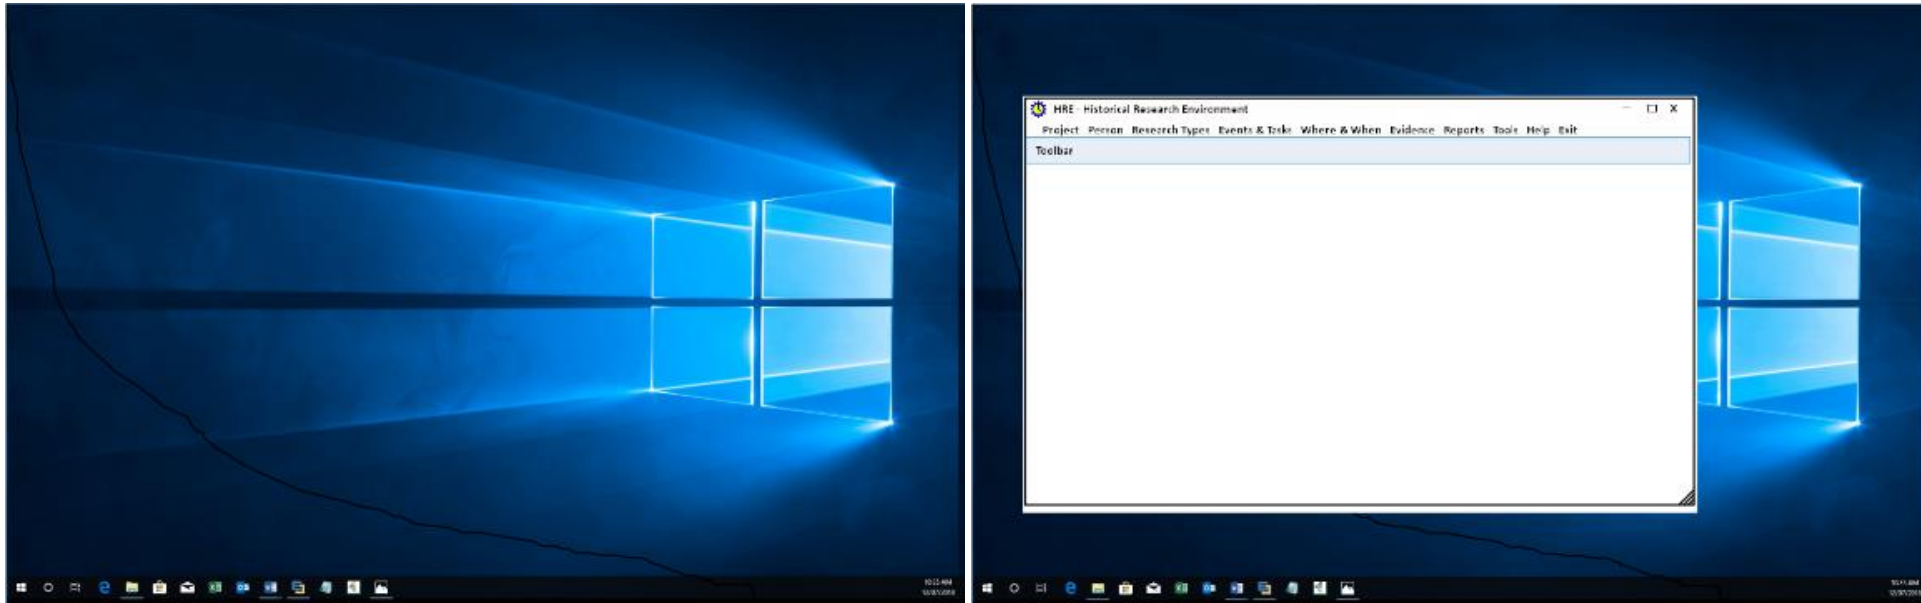 HRE - Historical Research Environment
Project Person Research Types Events & Tasks Where & When Evidence Reports Tools Help Exit
Toolbar